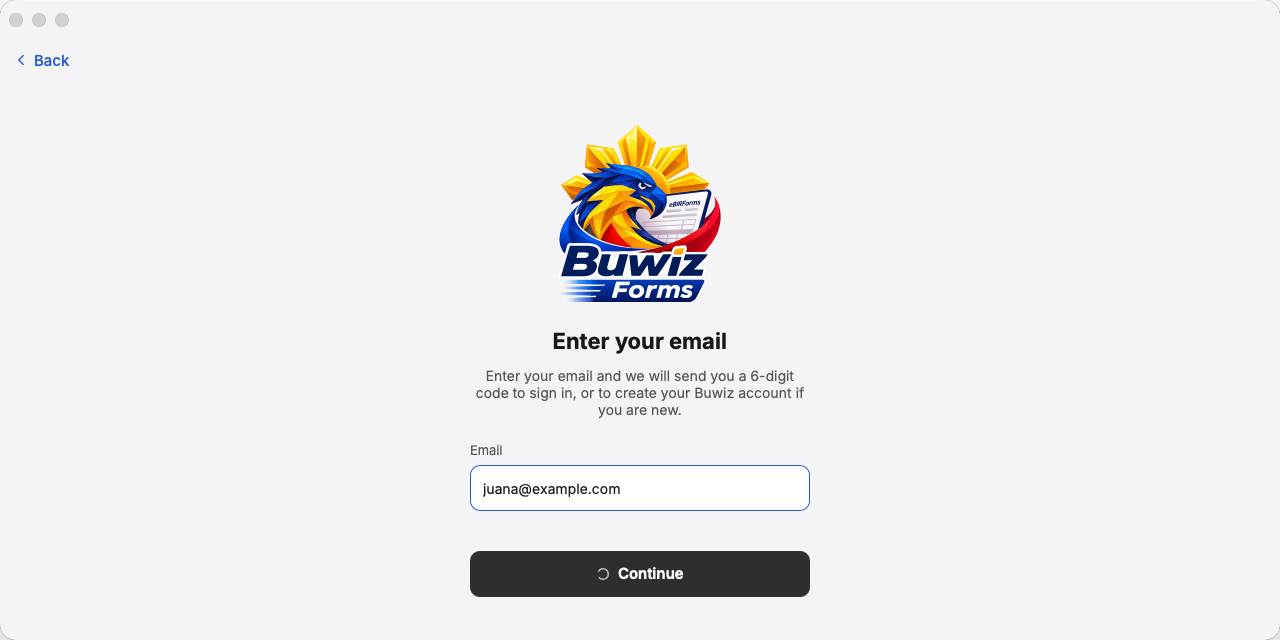 Back
eBIRForms
Buwiz
Forms
Enter your email
Enter your email and we will send you a 6-digit
code to sign in, or to create your Buwiz account if
you are new.
Email
juana@example.com
Continue